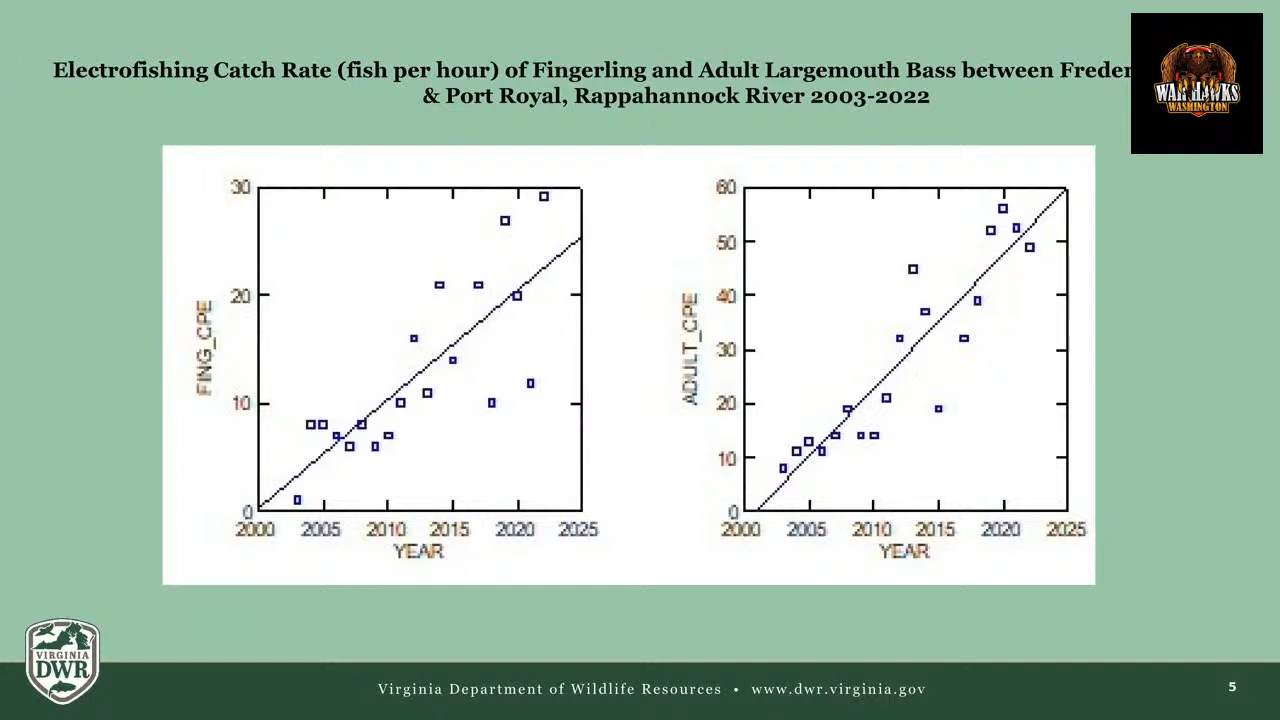 Electrofishing Catch Rate (fish per hour) of Fingerling and Adult Largemouth Bass between
& Port Royal, Rappahannock River 2003-2022
WAR HAWKS
WASHINGTON
30
20
10
0
FING_CPE
2000 2005 2010 2015 2020 2025
YEAR
60
50
40
30
20
10
0
ADULT_CPE
2000 2005 2010 2015 2020 2025
YEAR
VIRGINIA
DWR
Virginia Department of Wildlife Resources • www.dwr.virginia.gov
5